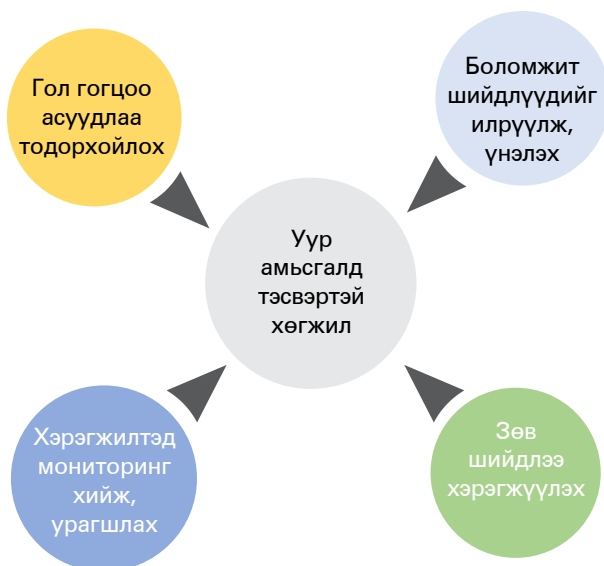 Гол гогцоо
асуудлаа
тодорхойлох
Боломжит
шийдлүүдийг
илрүүлж,
үнэлэх
Уур
амьсгалд
тэсвэртэй
хөгжил
Хэрэгжилтэд
мониторинг
хийж,
урагшлах
Зөв
шийдлээ
хэрэгжүүлэх